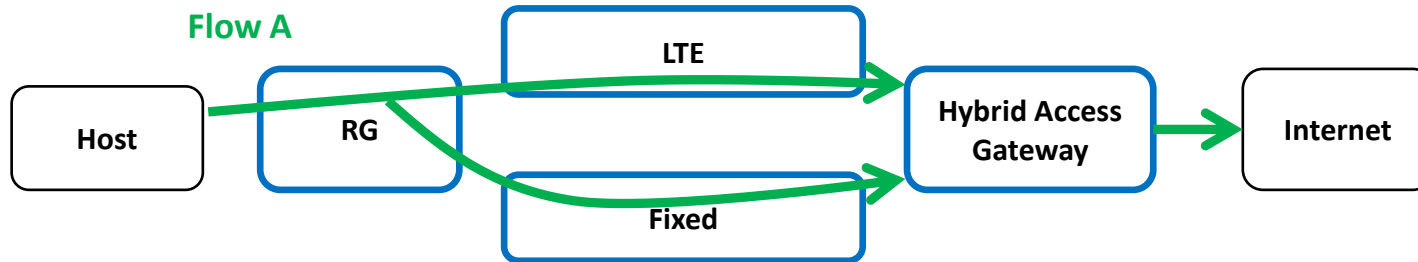 Flow A
LTE
Host
RG
Hybrid Access
Gateway
Internet
Fixed